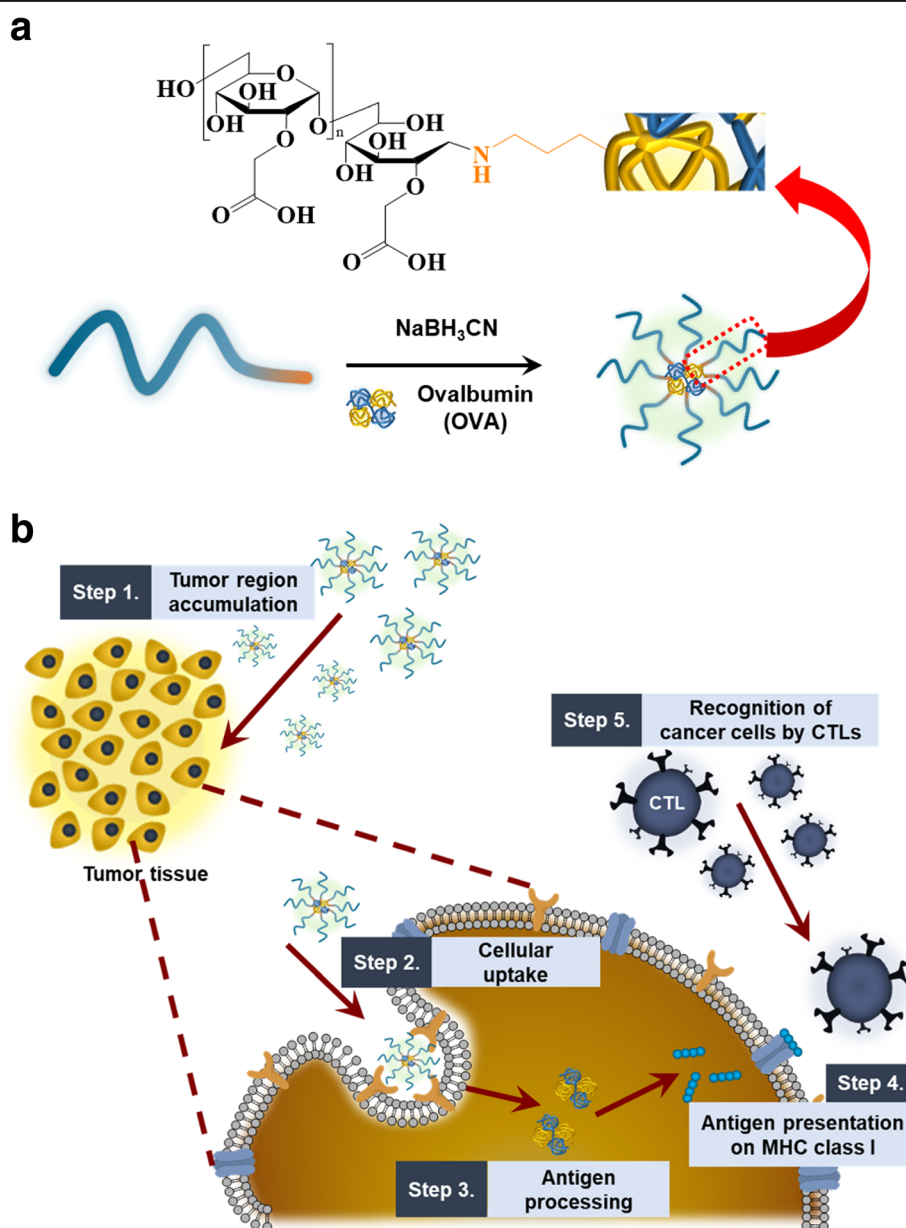 a
HO
O
OH
OH
O
O
n
O
OH
OH
OH
OH
O
N
H
O
OH
NaBH₃CN
Ovalbumin
(OVA)
b
Step 1.
Tumor region
accumulation
Tumor tissue
Step 5.
Recognition of
cancer cells by CTLs
CTL
Step 2.
Cellular
uptake
Step 4.
Antigen presentation
on MHC class I
Step 3.
Antigen
processing